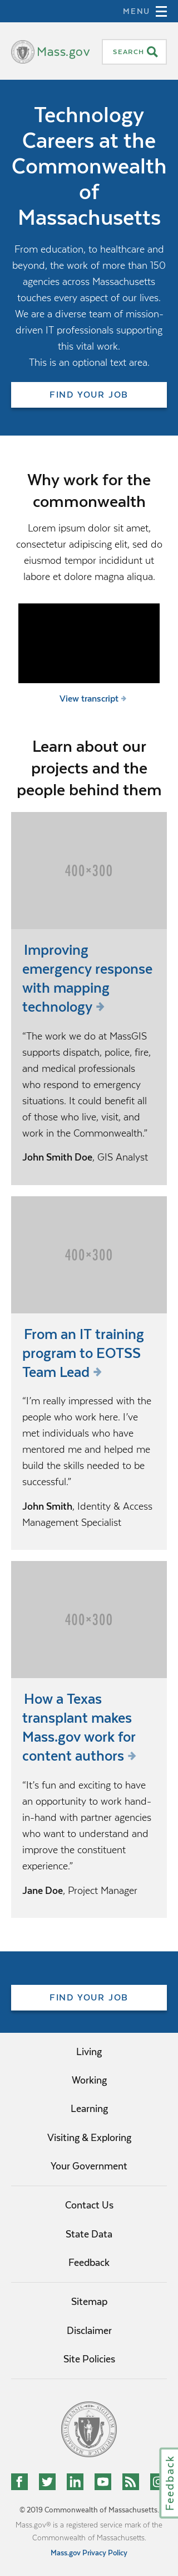 MENU
Mass.gov
SEARCH
Technology
Careers at the
Commonwealth
of
Massachusetts
From education, to healthcare and
beyond, the work of more than 150
agencies across Massachusetts
touches every aspect of our lives.
We are a diverse team of mission-
driven IT professionals supporting
this vital work.
This is an optional text area.
FIND YOUR JOB
Why work for the
commonwealth
Lorem ipsum dolor sit amet,
consectetur adipiscing elit, sed do
eiusmod tempor incididunt ut
labore et dolore magna aliqua.
View transcript
Learn about our
projects and the
people behind them
400×300
Improving
emergency response
with mapping
technology
“The work we do at MassGIS
supports dispatch, police, fire,
and medical professionals
who respond to emergency
situations. It could benefit all
of those who live, visit, and
work in the Commonwealth.”
John Smith Doe, GIS Analyst
400×300
From an IT training
program to EOTSS
Team Lead
“I’m really impressed with the
people who work here. I’ve
met individuals who have
mentored me and helped me
build the skills needed to be
successful.”
John Smith, Identity & Access
Management Specialist
400×300
How a Texas
transplant makes
Mass.gov work for
content authors
“It’s fun and exciting to have
an opportunity to work hand-
in-hand with partner agencies
who want to understand and
improve the constituent
experience.”
Jane Doe, Project Manager
FIND YOUR JOB
Living
Working
Learning
Visiting & Exploring
Your Government
Contact Us
State Data
Feedback
Sitemap
Disclaimer
Site Policies
Feedback
© 2019 Commonwealth of Massachusetts.
Mass.gov® is a registered service mark of the
Commonwealth of Massachusetts.
Mass.gov Privacy Policy